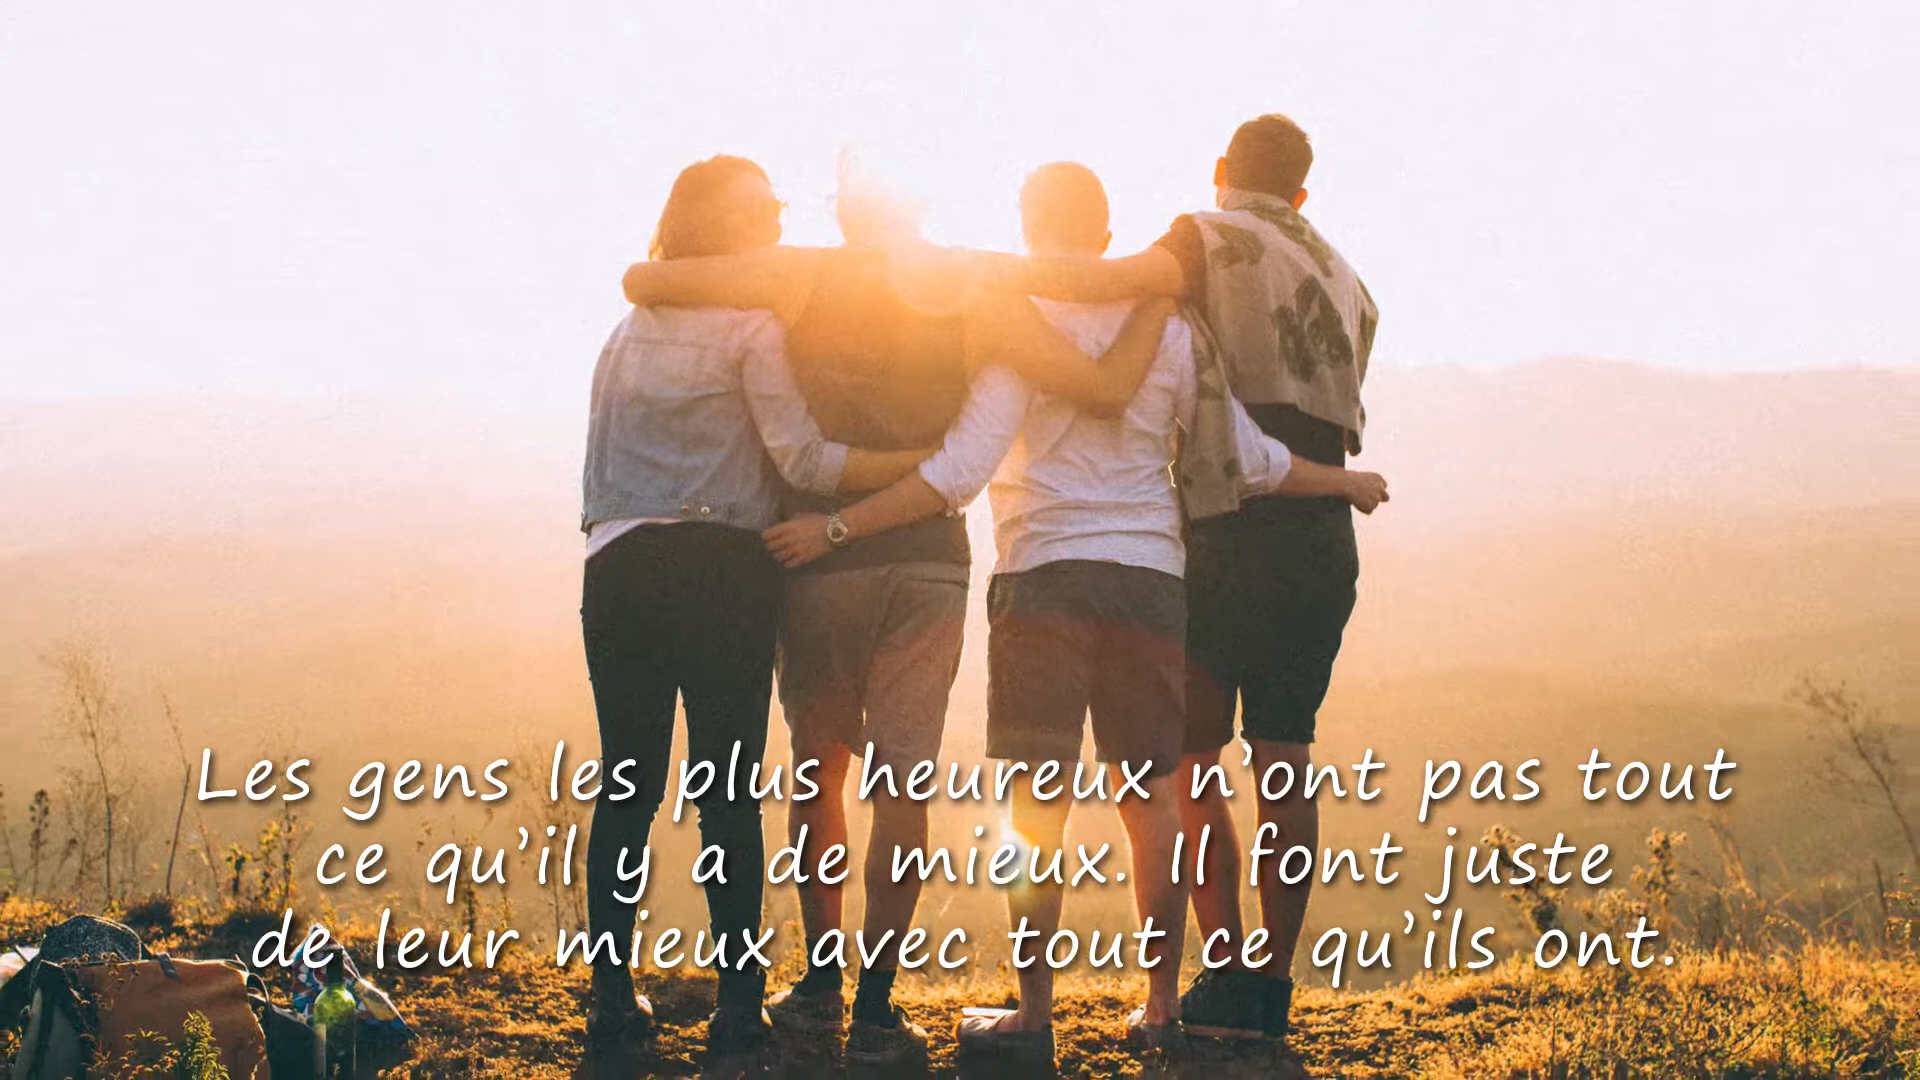 Les gens les plus heureux n’ont pas tout
ce qu’il y a de mieux. Il font juste
de leur mieux avec tout ce qu’ils ont.